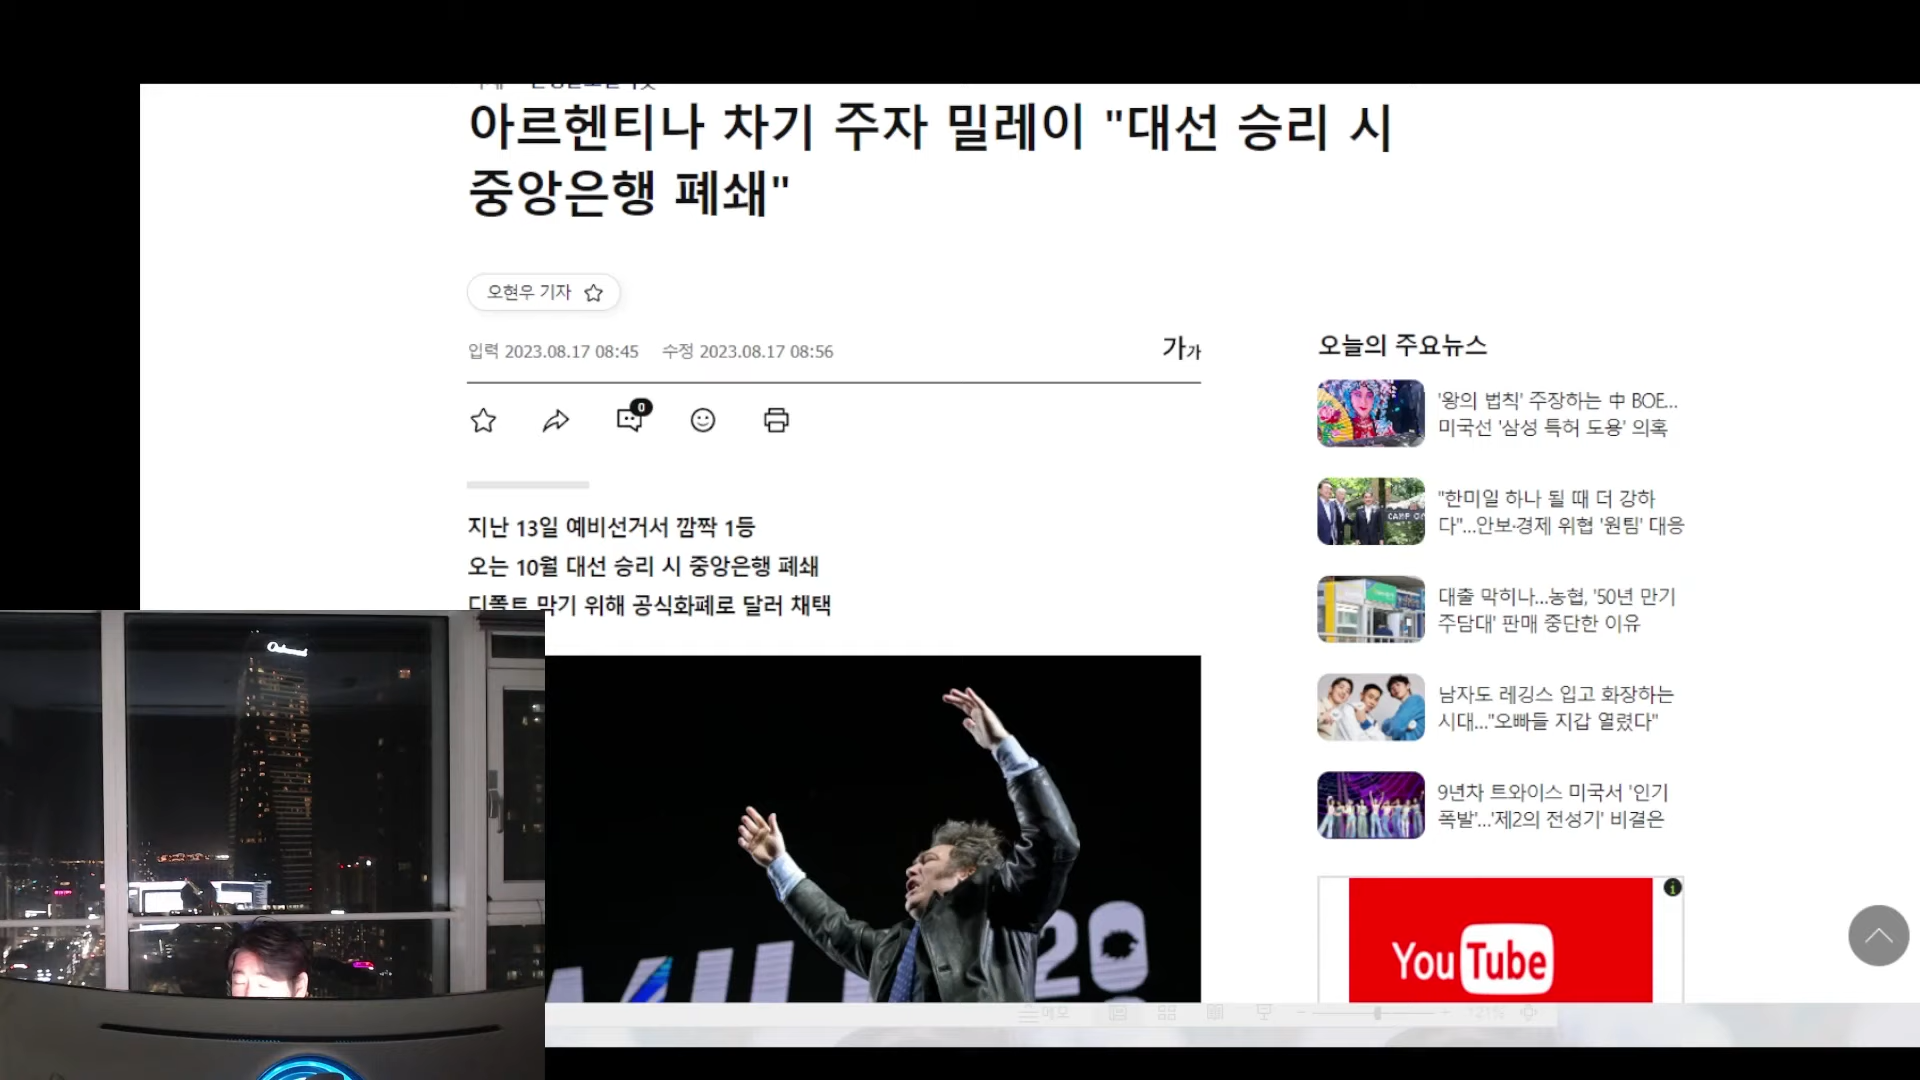 아르헨티나 차기 주자 밀레이 "대선 승리 시
중앙은행 폐쇄"
오현우 기자
입력 2023.08.17 08:45 수정 2023.08.17 08:56
가가
0
지난 13일 예비선거서 깜짝 1등
오는 10월 대선 승리 시 중앙은행 폐쇄
디폴트 막기 위해 공식화폐로 달러 채택
오늘의 주요뉴스
'왕의 법칙' 주장하는 中 BOE...
미국선 '삼성 특허 도용' 의혹
"한미일 하나 될 때 더 강하
다"...안보·경제 위협 '원팀' 대응
대출 막히나...농협, '50년 만기
주담대' 판매 중단한 이유
남자도 레깅스 입고 화장하는
시대..."오빠들 지갑 열렸다"
9년차 트와이스 미국서 '인기
폭발'...'제2의 전성기' 비결은
YouTube
20
메모
121%